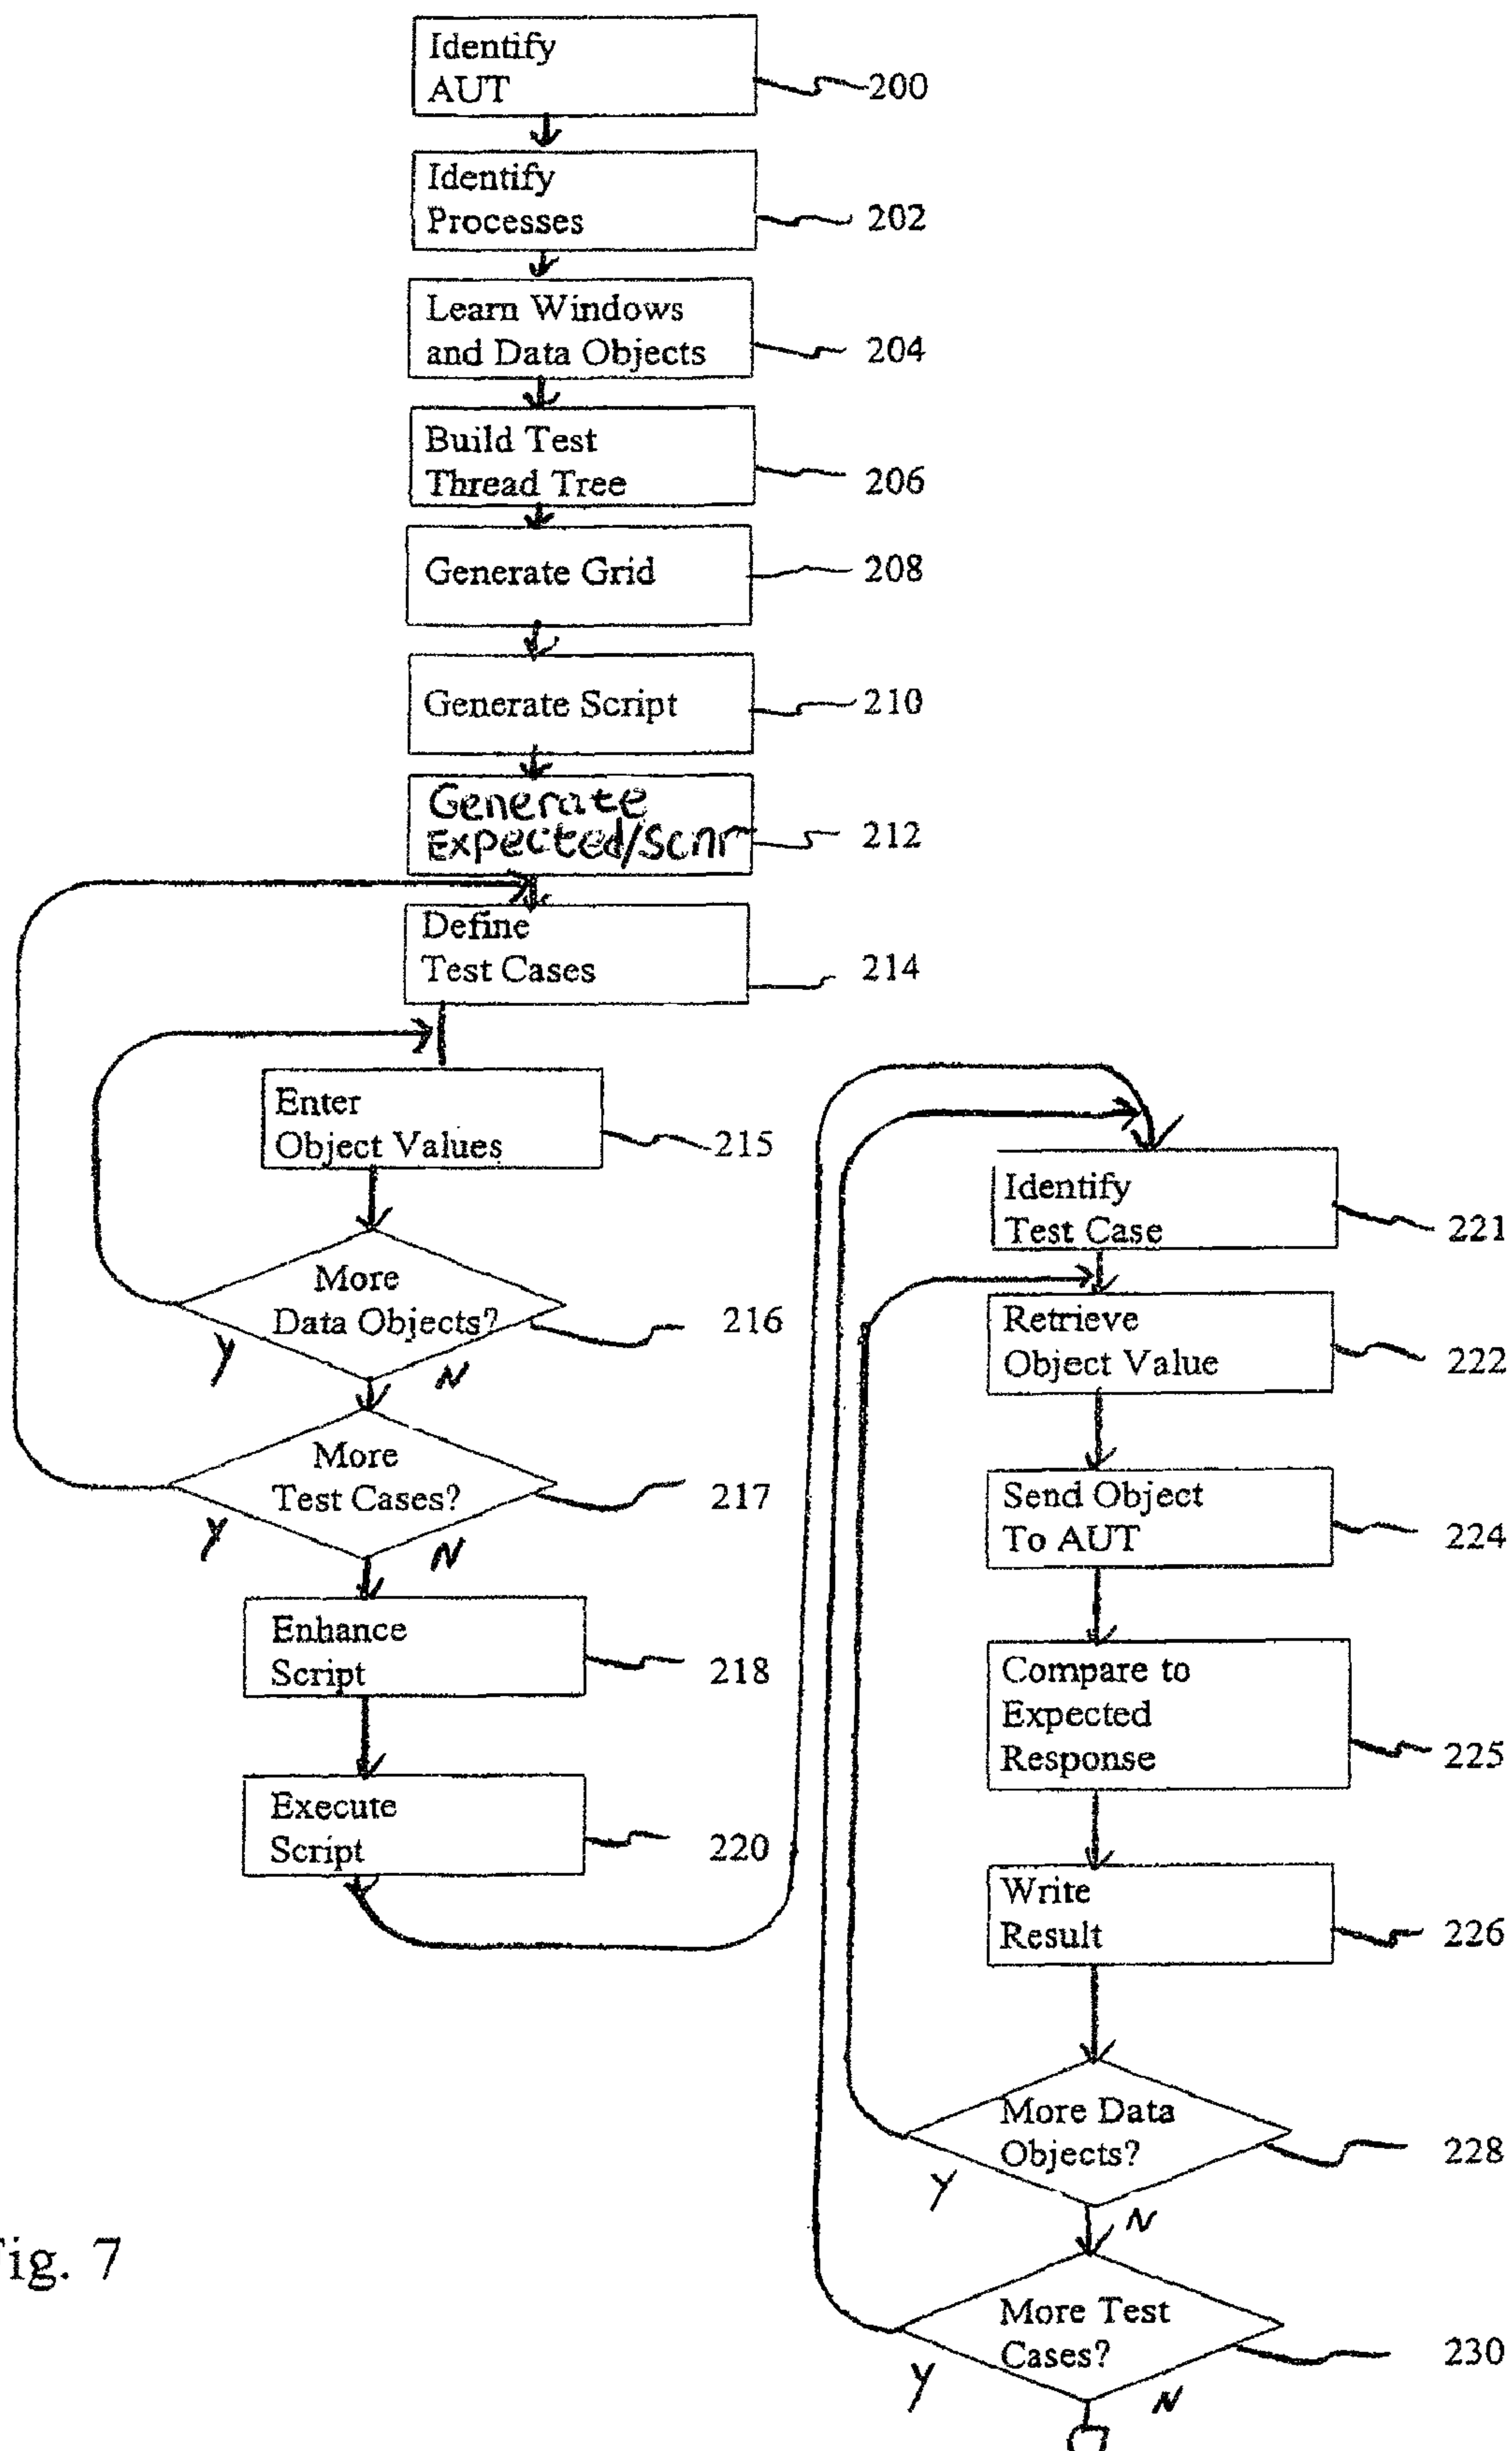 Identify
AUT
200
Identify
Processes
202
Learn Windows
and Data Objects
204
Build Test
Thread Tree
206
Generate Grid
208
Generate Script
210
Generate
Expected/Scnr
212
Define
Test Cases
214
Enter
Object Values
215
More
Data Objects?
216
Y
N
More
Test Cases?
217
Y
N
Enhance
Script
218
Execute
Script
220
Identify
Test Case
221
Retrieve
Object Value
222
Send Object
To AUT
224
Compare to
Expected
Response
225
Write
Result
226
More Data
Objects?
228
Y
N
More Test
Cases?
230
Y
N
ig. 7